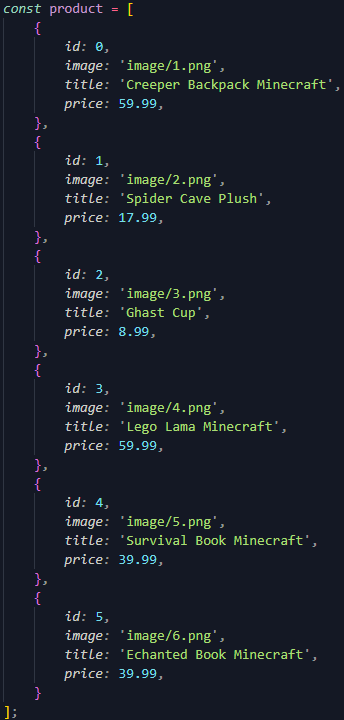 const product = [
    {
        id: 0,
        image: 'image/1.png',
        title: 'Creeper Backpack Minecraft',
        price: 59.99,
    },
    {
        id: 1,
        image: 'image/2.png',
        title: 'Spider Cave Plush',
        price: 17.99,
    },
    {
        id: 2,
        image: 'image/3.png',
        title: 'Ghast Cup',
        price: 8.99,
    },
    {
        id: 3,
        image: 'image/4.png',
        title: 'Lego Lama Minecraft',
        price: 59.99,
    },
    {
        id: 4,
        image: 'image/5.png',
        title: 'Survival Book Minecraft',
        price: 39.99,
    },
    {
        id: 5,
        image: 'image/6.png',
        title: 'Echanted Book Minecraft',
        price: 39.99,
    }
];